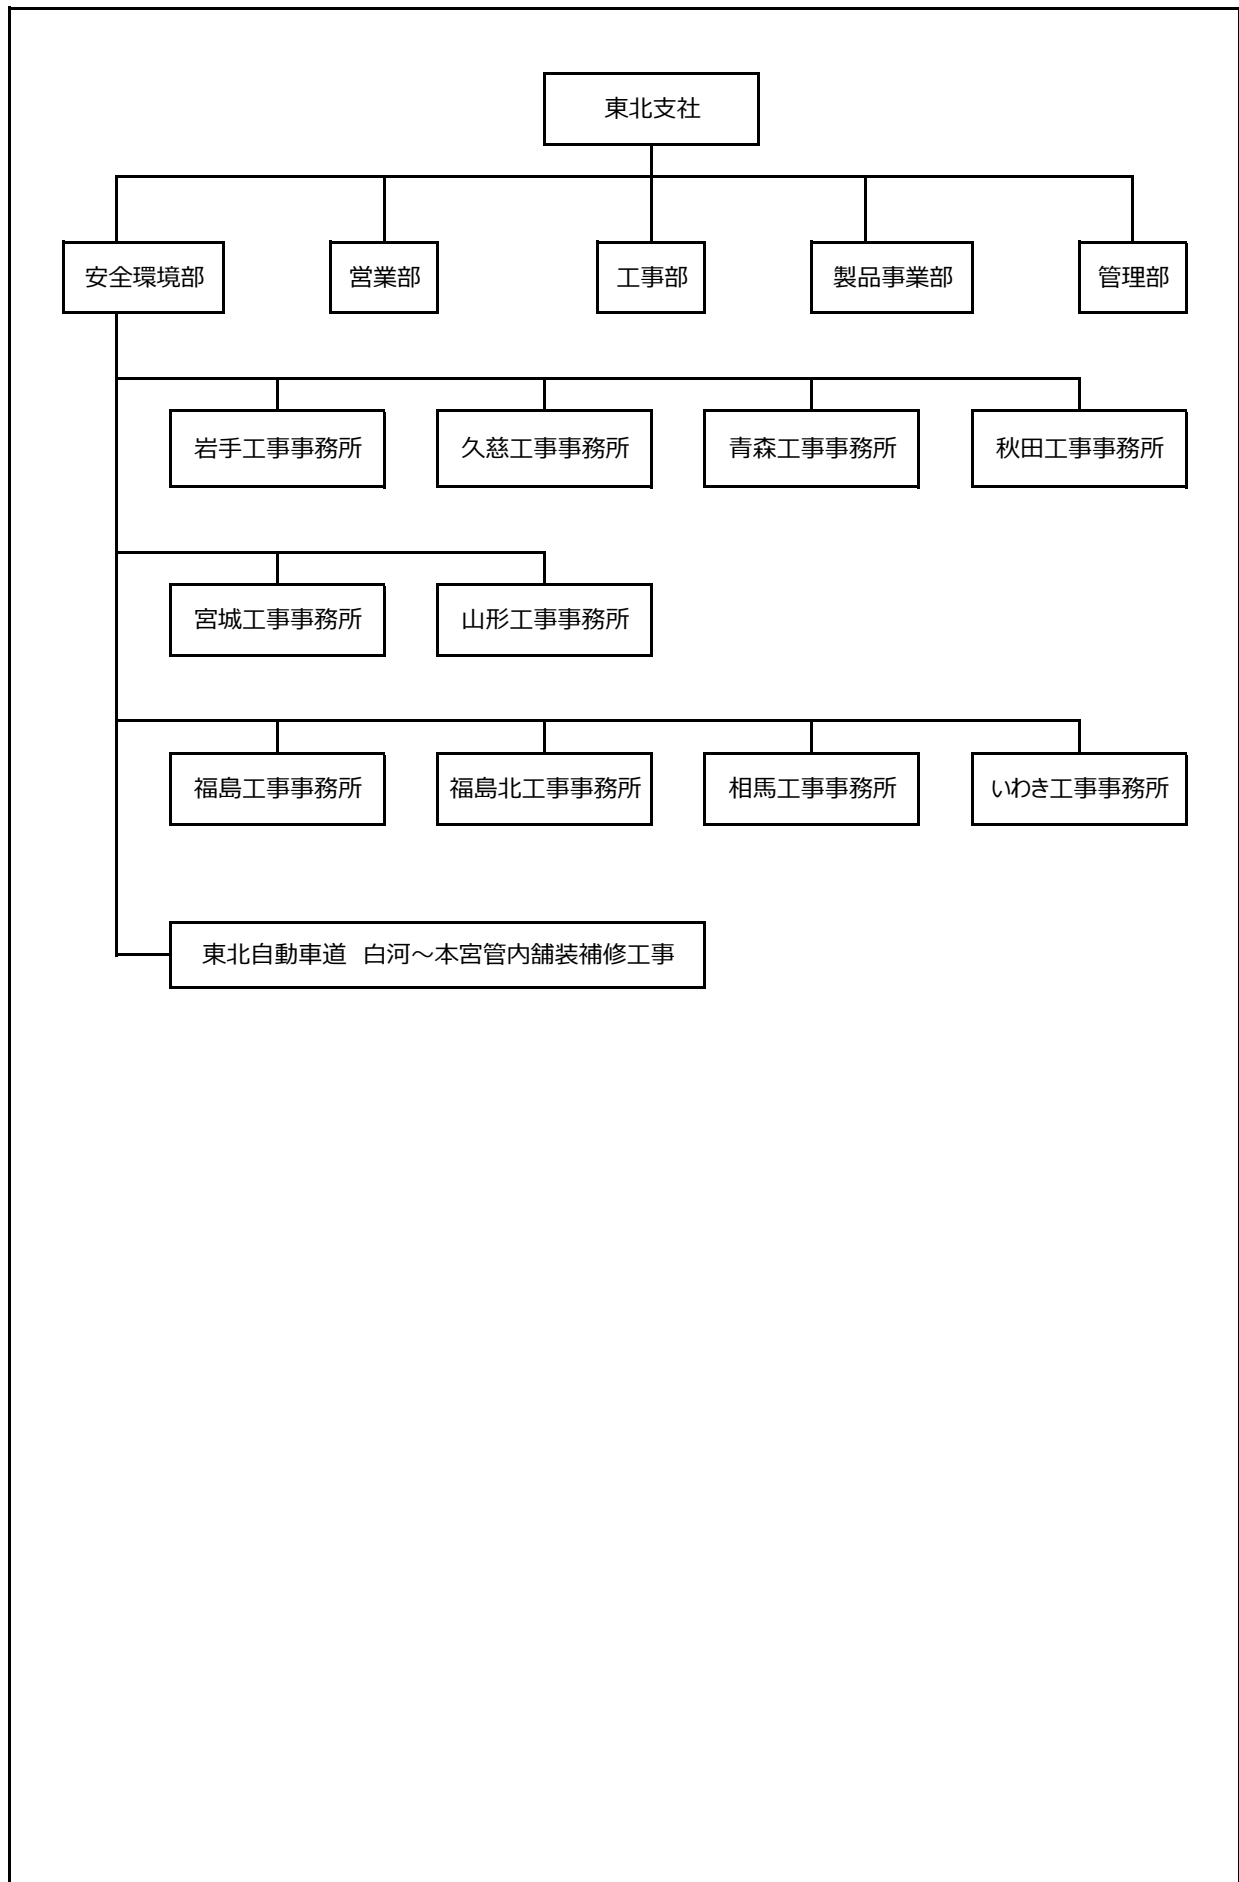 東北支社
安全環境部
営業部
工事部
製品事業部
管理部
岩手工事事務所
久慈工事事務所
青森工事事務所
秋田工事事務所
宮城工事事務所
山形工事事務所
福島工事事務所
福島北工事事務所
相馬工事事務所
いわき工事事務所
東北自動車道　白河～本宮管内舗装補修工事